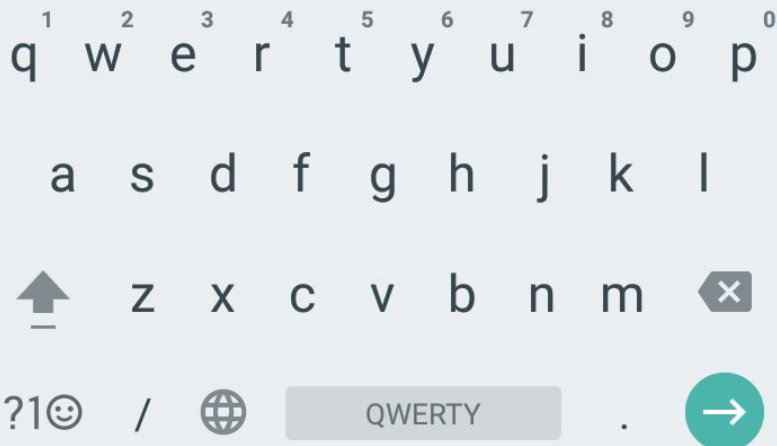 1 2 3 4 5 6 7 8 9 0
q w e r t y u i o p
a s d f g h j k l
z x c v b n m
?1☺ / QWERTY .